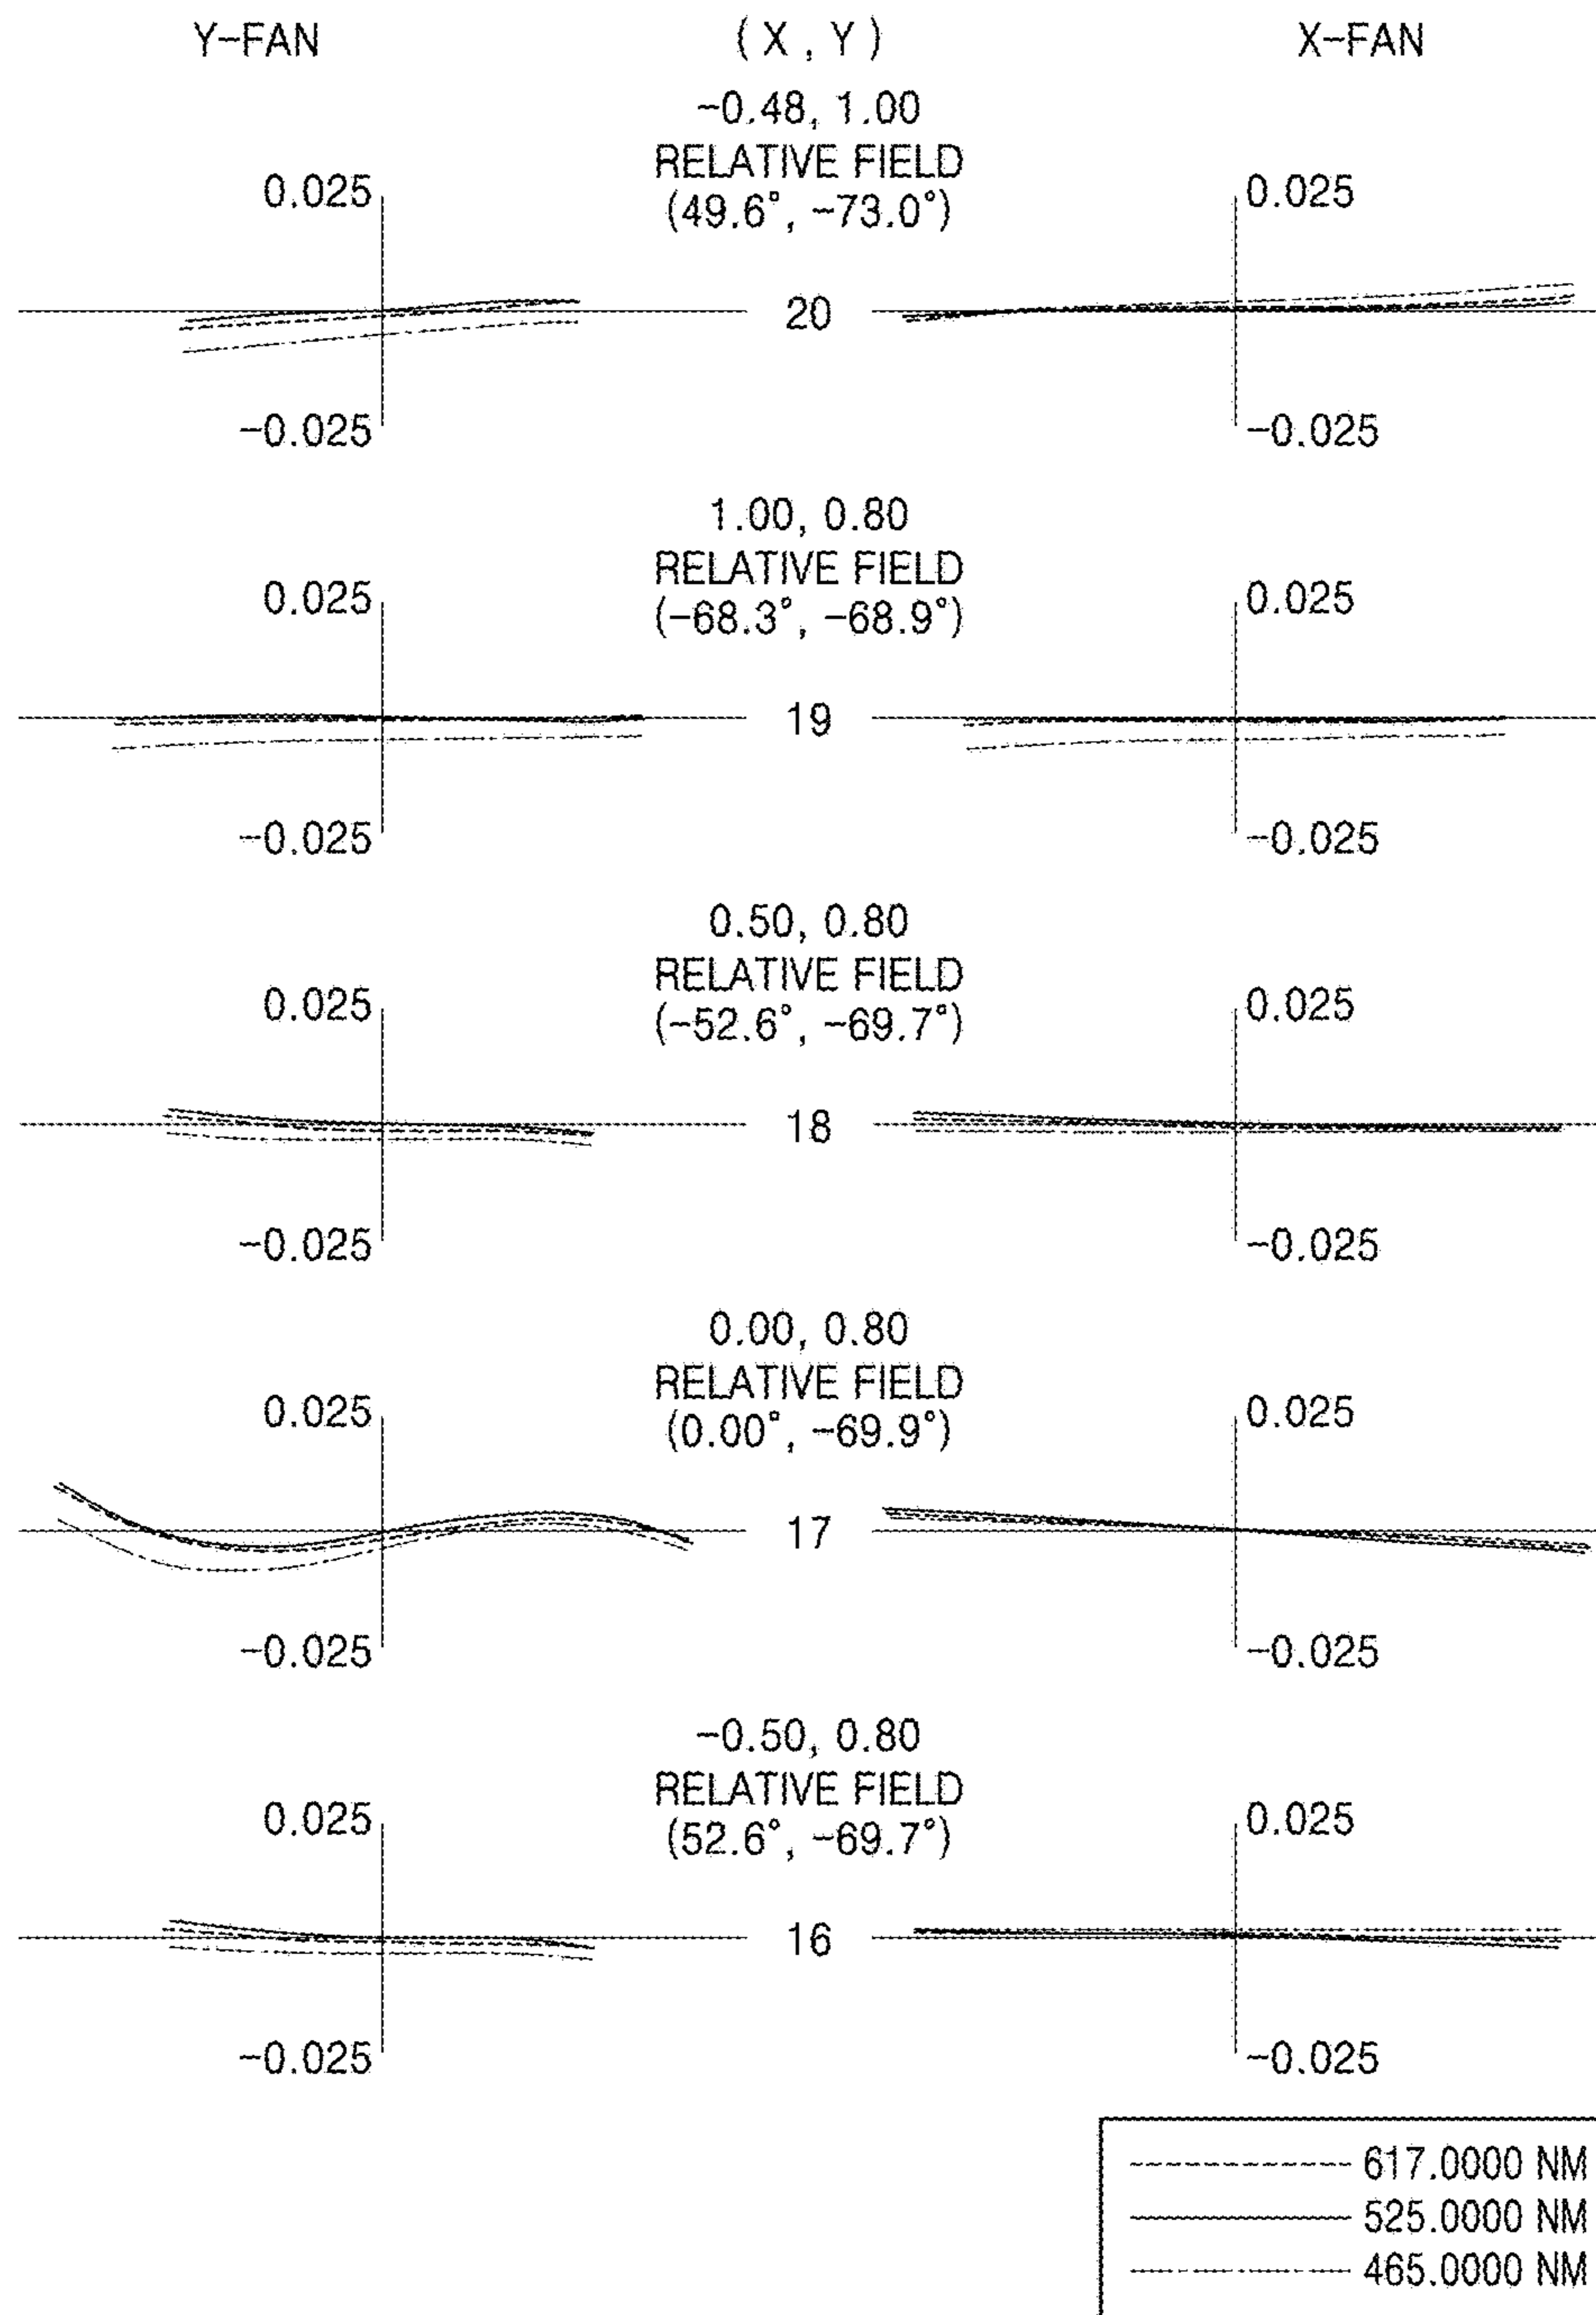 Y-FAN (X, Y) X-FAN
-0.48, 1.00
RELATIVE FIELD
0.025 (49.6°, -73.0°) 0.025
20
-0.025 -0.025
1.00, 0.80
RELATIVE FIELD
0.025 (-68.3°, -68.9°) 0.025
19
-0.025 -0.025
0.50, 0.80
RELATIVE FIELD
0.025 (-52.6°, -69.7°) 0.025
18
-0.025 -0.025
0.00, 0.80
RELATIVE FIELD
0.025 (0.00°, -69.9°) 0.025
17
-0.025 -0.025
-0.50, 0.80
RELATIVE FIELD
0.025 (52.6°, -69.7°) 0.025
16
-0.025 -0.025
617.0000 NM
525.0000 NM
465.0000 NM